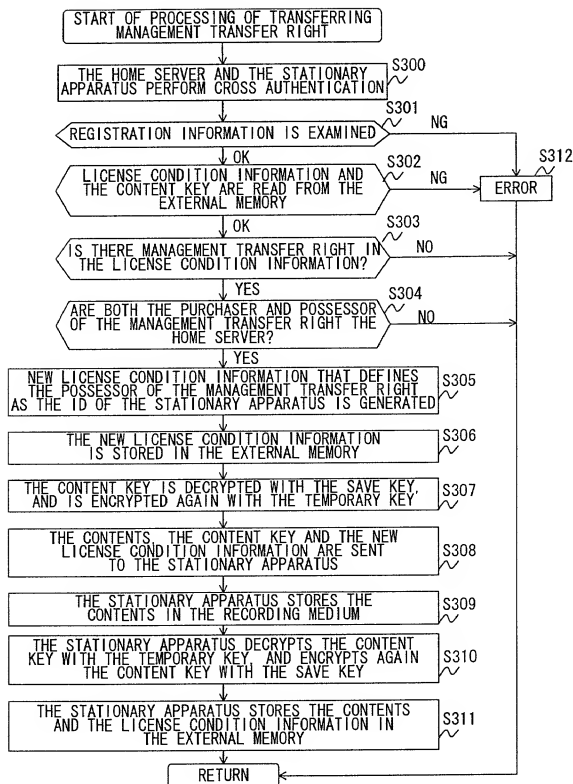 START OF PROCESSING OF TRANSFERRING
MANAGEMENT TRANSFER RIGHT
S300
THE HOME SERVER AND THE STATIONARY
APPARATUS PERFORM CROSS AUTHENTICATION
S301
REGISTRATION INFORMATION IS EXAMINED
NG
OK
S302
LICENSE CONDITION INFORMATION AND
THE CONTENT KEY ARE READ FROM THE
EXTERNAL MEMORY
NG
S312
ERROR
OK
S303
IS THERE MANAGEMENT TRANSFER RIGHT IN
THE LICENSE CONDITION INFORMATION?
NO
YES
S304
ARE BOTH THE PURCHASER AND POSSESSOR
OF THE MANAGEMENT TRANSFER RIGHT THE
HOME SERVER?
NO
YES
NEW LICENSE CONDITION INFORMATION THAT DEFINES
THE POSSESSOR OF THE MANAGEMENT TRANSFER RIGHT
AS THE ID OF THE STATIONARY APPARATUS IS GENERATED
S305
THE NEW LICENSE CONDITION INFORMATION
IS STORED IN THE EXTERNAL MEMORY
S306
THE CONTENT KEY IS DECRYPTED WITH THE SAVE KEY,
AND IS ENCRYPTED AGAIN WITH THE TEMPORARY KEY
S307
THE CONTENTS, THE CONTENT KEY AND THE NEW
LICENSE CONDITION INFORMATION ARE SENT
TO THE STATIONARY APPARATUS
S308
THE STATIONARY APPARATUS STORES THE
CONTENTS IN THE RECORDING MEDIUM
S309
THE STATIONARY APPARATUS DECRYPTS THE CONTENT
KEY WITH THE TEMPORARY KEY, AND ENCRYPTS AGAIN
THE CONTENT KEY WITH THE SAVE KEY
S310
THE STATIONARY APPARATUS STORES THE CONTENTS
AND THE LICENSE CONDITION INFORMATION IN
THE EXTERNAL MEMORY
S311
RETURN